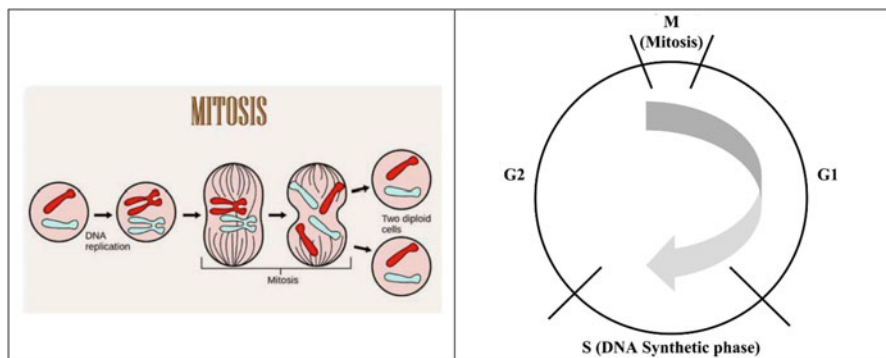 MITOSIS
DNA
replication
Mitosis
Two diploid
cells
M
(Mitosis)
G2
G1
S (DNA Synthetic phase)